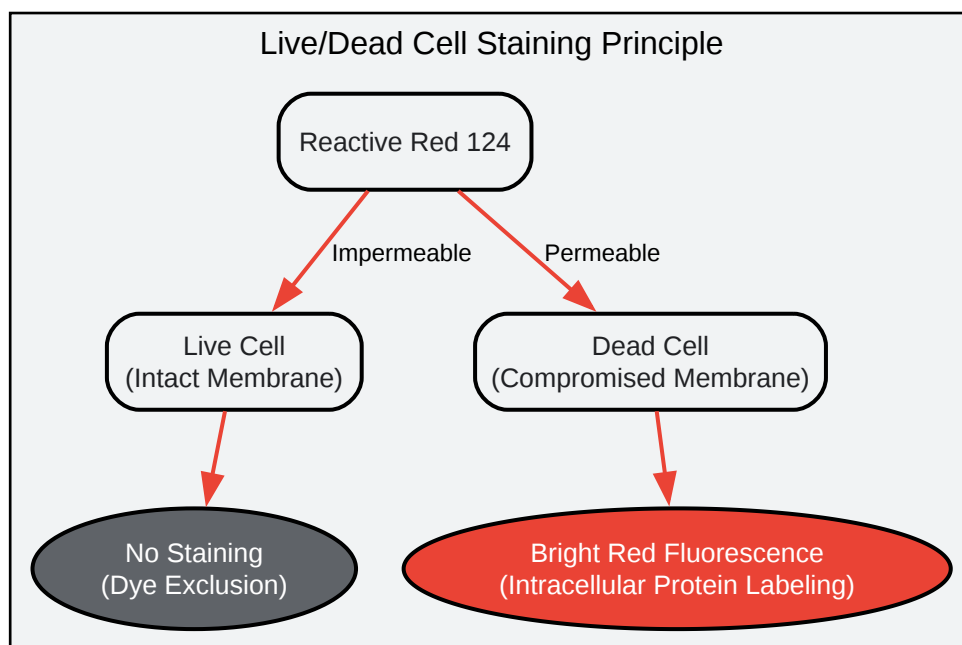 Live/Dead Cell Staining Principle
Reactive Red 124
Impermeable
Permeable
Live Cell
(Intact Membrane)
Dead Cell
(Compromised Membrane)
No Staining
(Dye Exclusion)
Bright Red Fluorescence
(Intracellular Protein Labeling)